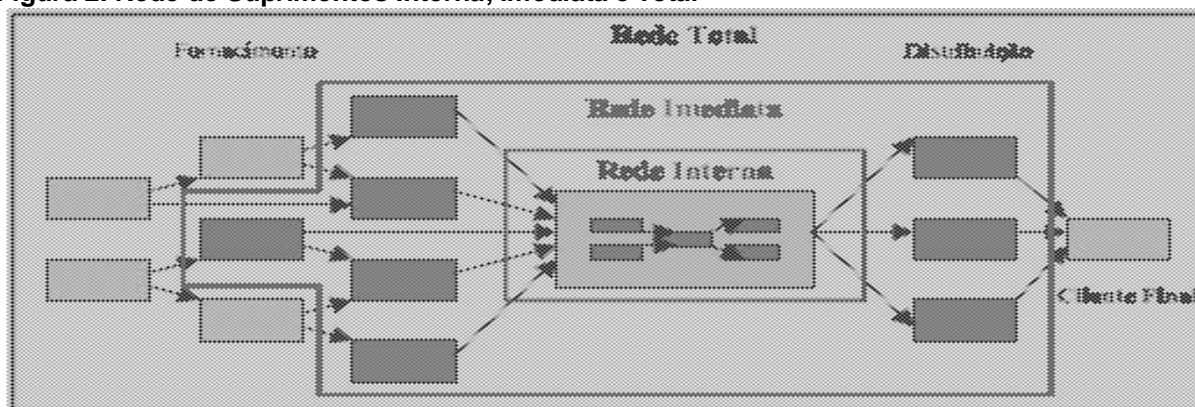 Figura 2: Rede de Suprimentos Interna, Imediata e Total
Rede Total
Fornecimento
Distribuição
Rede Imediata
Rede Interna
Cliente Final